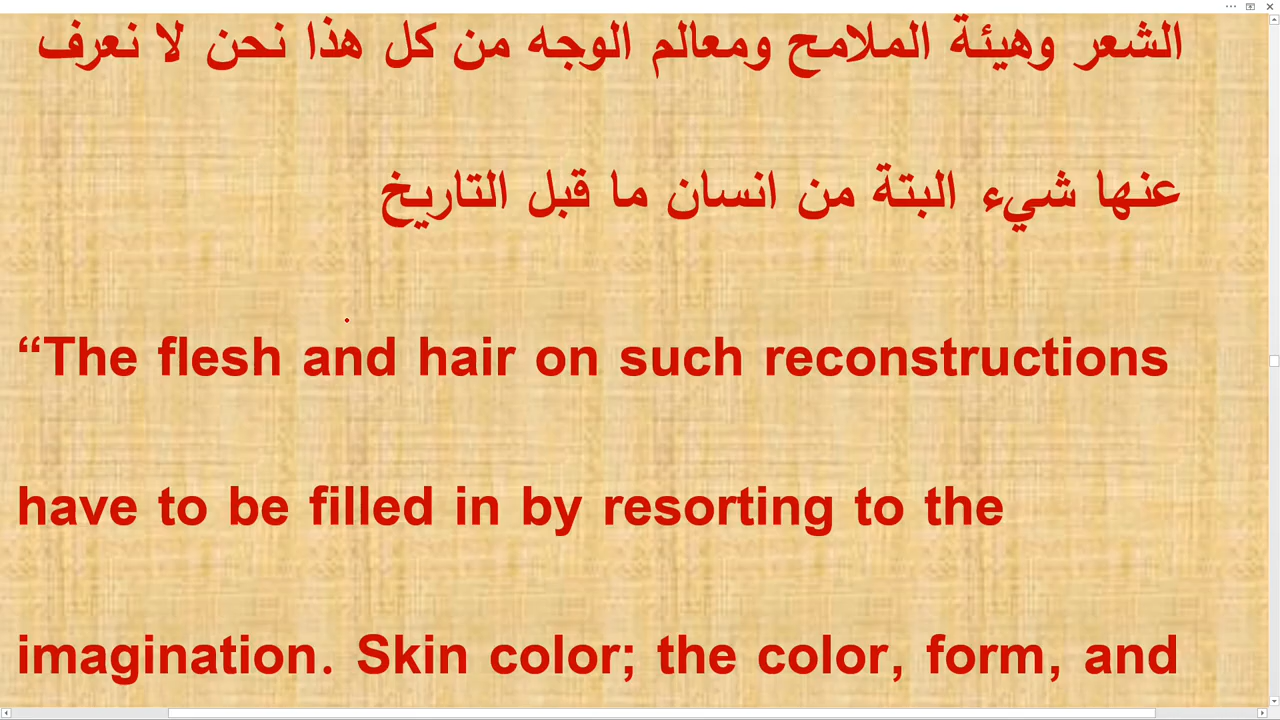 الشعر وهيئة الملامح ومعالم الوجه من كل هذا نحن لا نعرف
عنها شيء البتة من انسان ما قبل التاريخ
“The flesh and hair on such reconstructions
have to be filled in by resorting to the
imagination. Skin color; the color, form, and